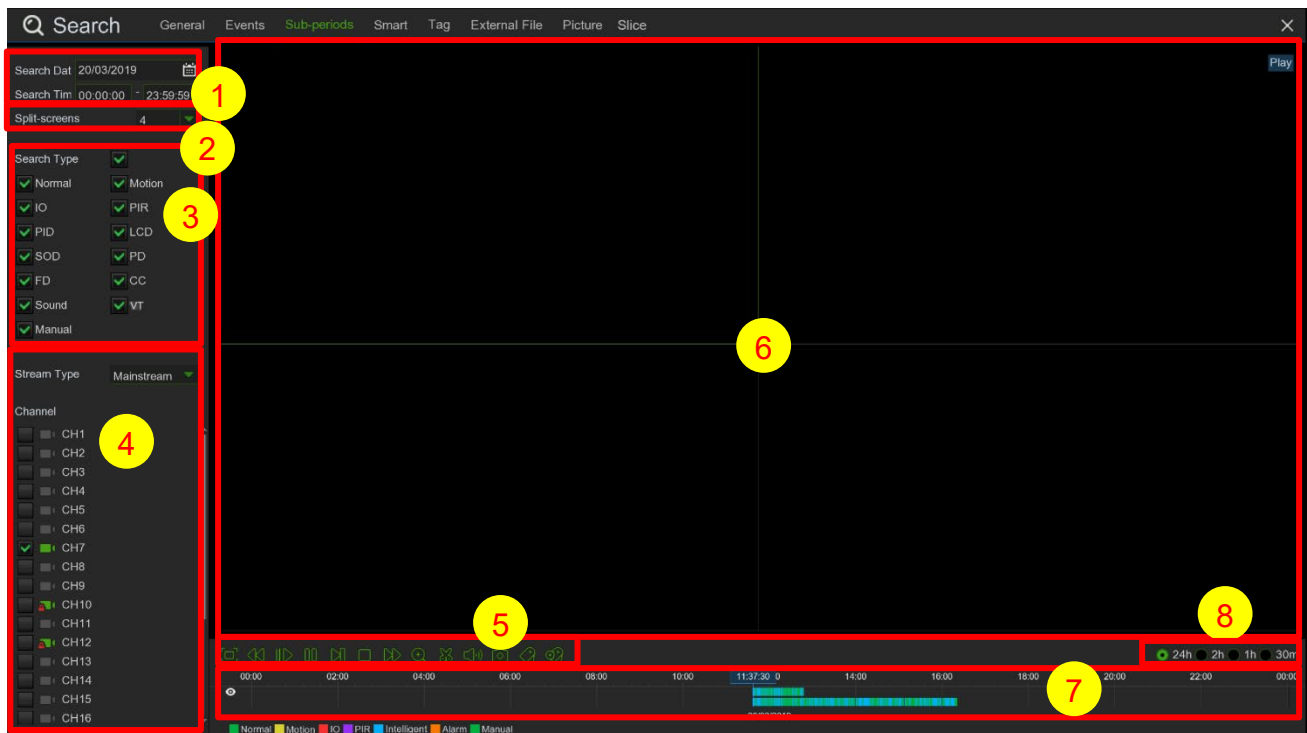 Search General Events Sub-periods Smart Tag External File Picture Slice
Play
Search Dat 20/03/2019
Search Tim 00:00:00 - 23:59:59
1
Split-screens 4
2
Search Type
Normal Motion
IO PIR
3
PID LCD
SOD PD
FD CC
Sound VT
Manual
6
Stream Type Mainstream
Channel
4
CH1
CH2
CH3
CH4
CH5
CH6
CH7
CH8
CH9
CH10
CH11
CH12
CH13
CH14
CH15
CH16
5
8
24h 2h 1h 30m
00:00 02:00 04:00 06:00 08:00 10:00 11:37:30 0 14:00 16:00 18:00 20:00 22:00 00:00
7
Normal Motion IO PIR Intelligent Alarm Manual